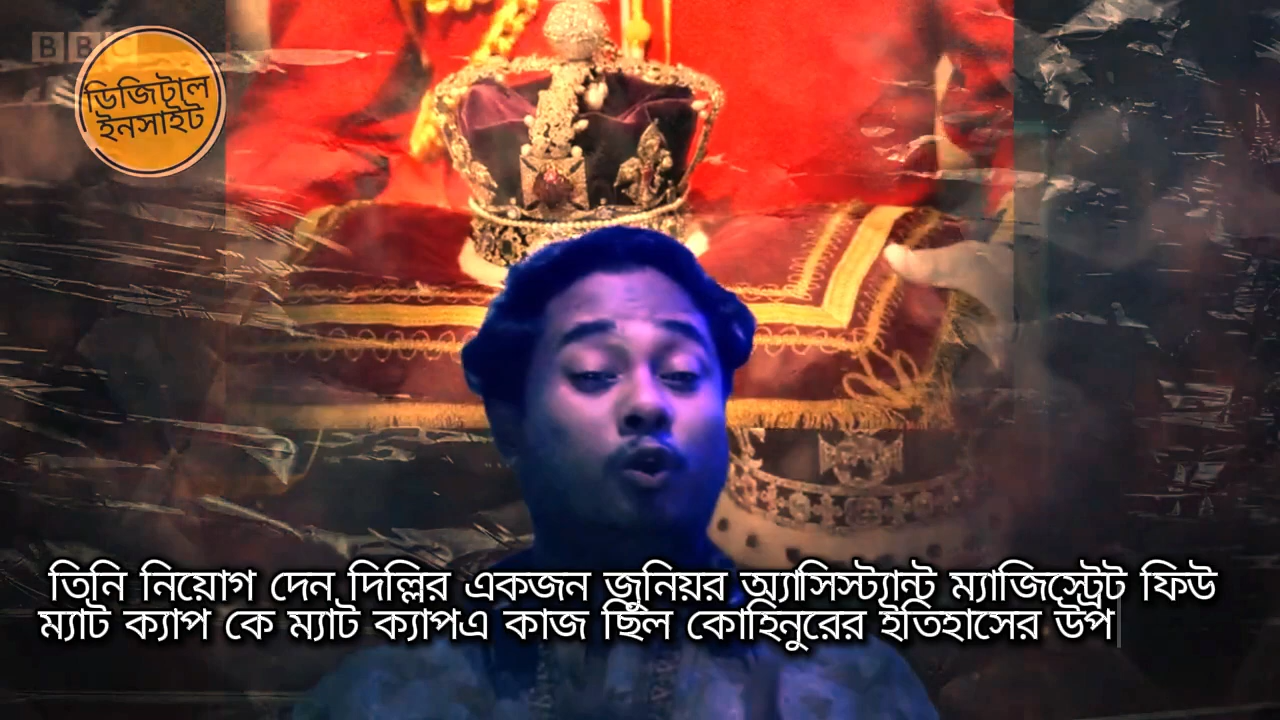 BBC
ডিজিটাল
ইনসাইট
তিনি নিয়োগ দেন দিল্লির একজন জুনিয়র অ্যাসিস্ট্যান্ট ম্যাজিস্ট্রেট ফিউ
ম্যাট ক্যাপ কে ম্যাট ক্যাপএ কাজ ছিল কোহিনুরের ইতিহাসের উপ